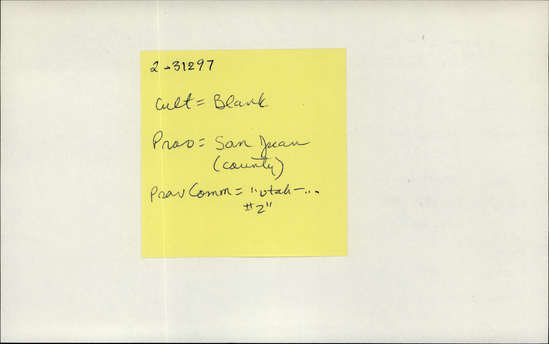 2-31297
Cult = Blank
Prov = San Juan
(county)
Prov Comm = "Utah-...
#2"